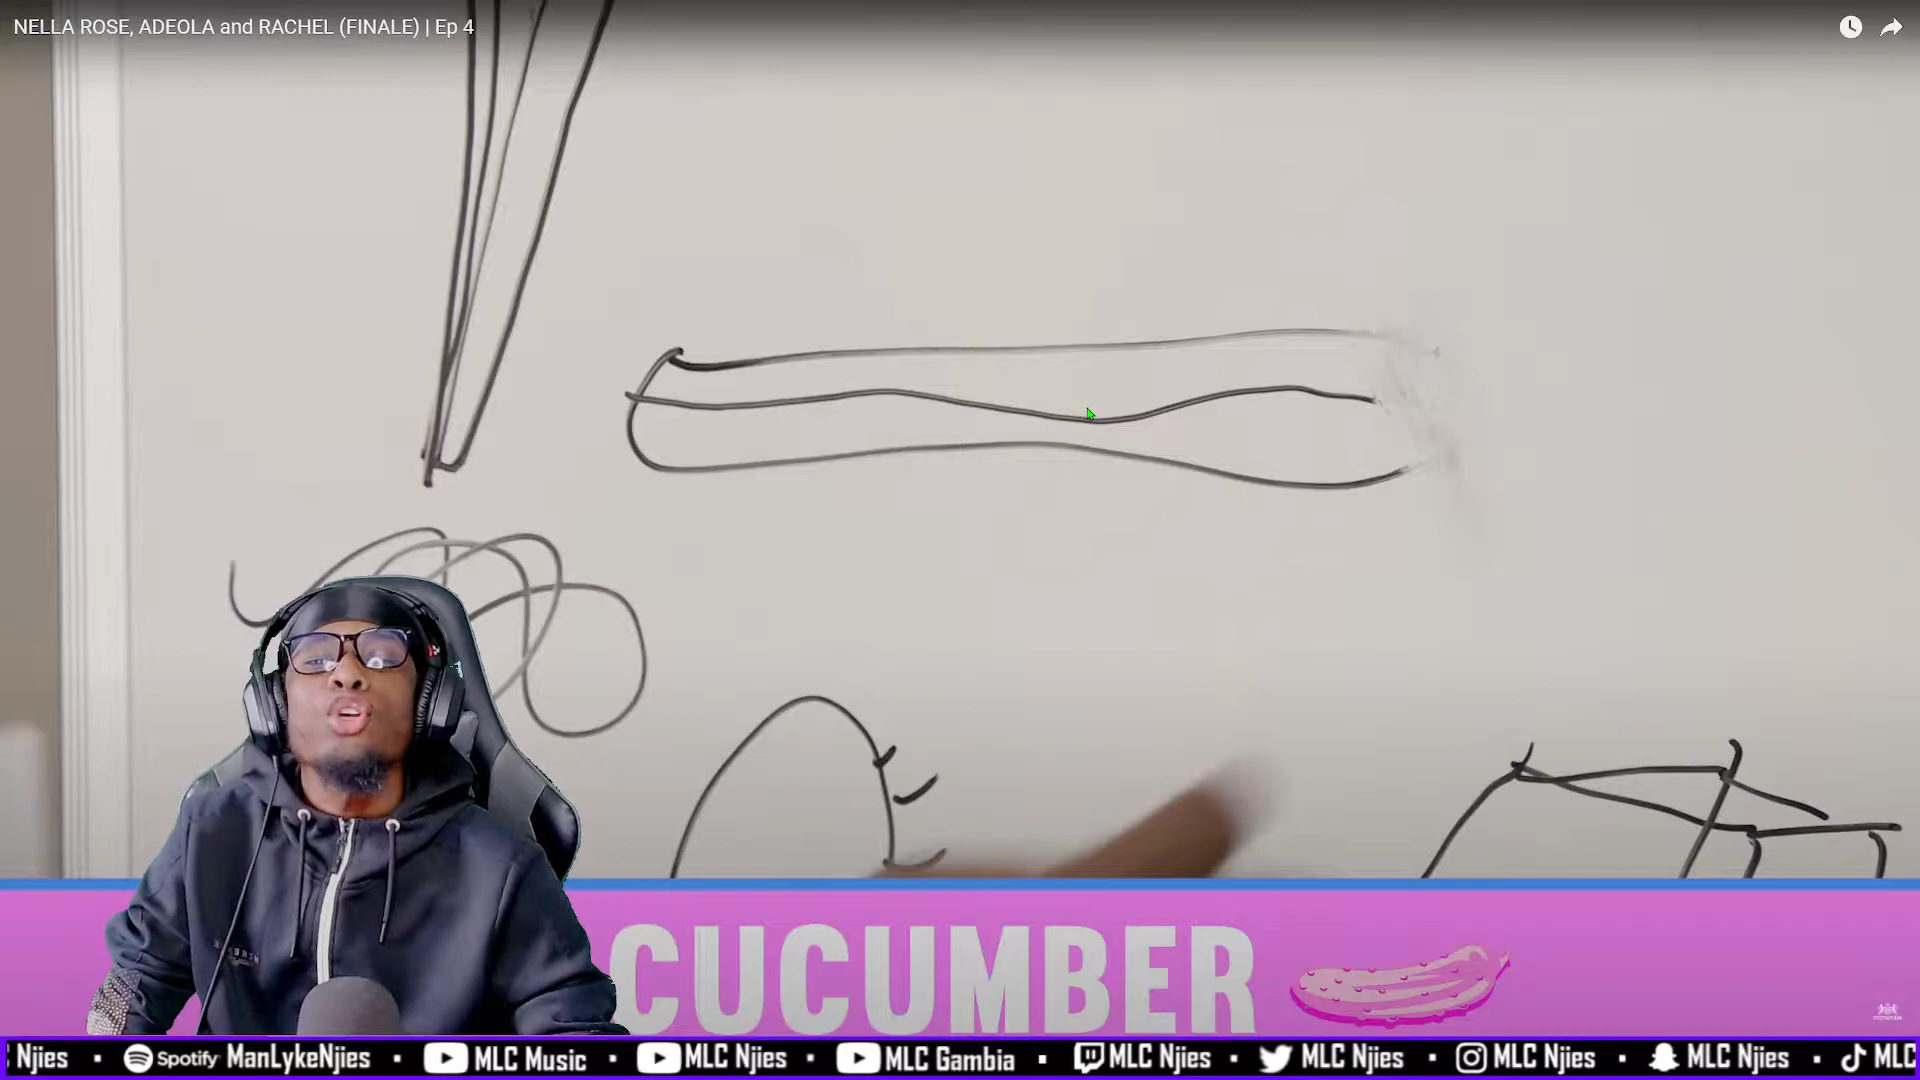 NELLA ROSE, ADEOLA and RACHEL (FINALE) | Ep 4
CUCUMBER
Njies · Spotify ManLykeNjies · MLC Music · MLC Njies · MLC Gambia · MLC Njies · MLC Njies · MLC Njies · MLC Njies · MLC